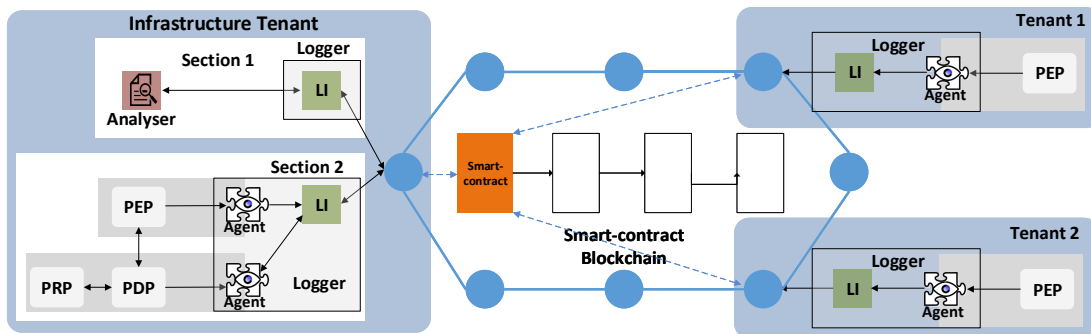 Infrastructure Tenant
Section 1
Logger
LI
Analyser
Section 2
PEP
Agent
LI
PRP
PDP
Agent
Logger
Smart-
contract
Smart-contract
Blockchain
Tenant 1
Logger
LI
Agent
PEP
Tenant 2
Logger
LI
Agent
PEP